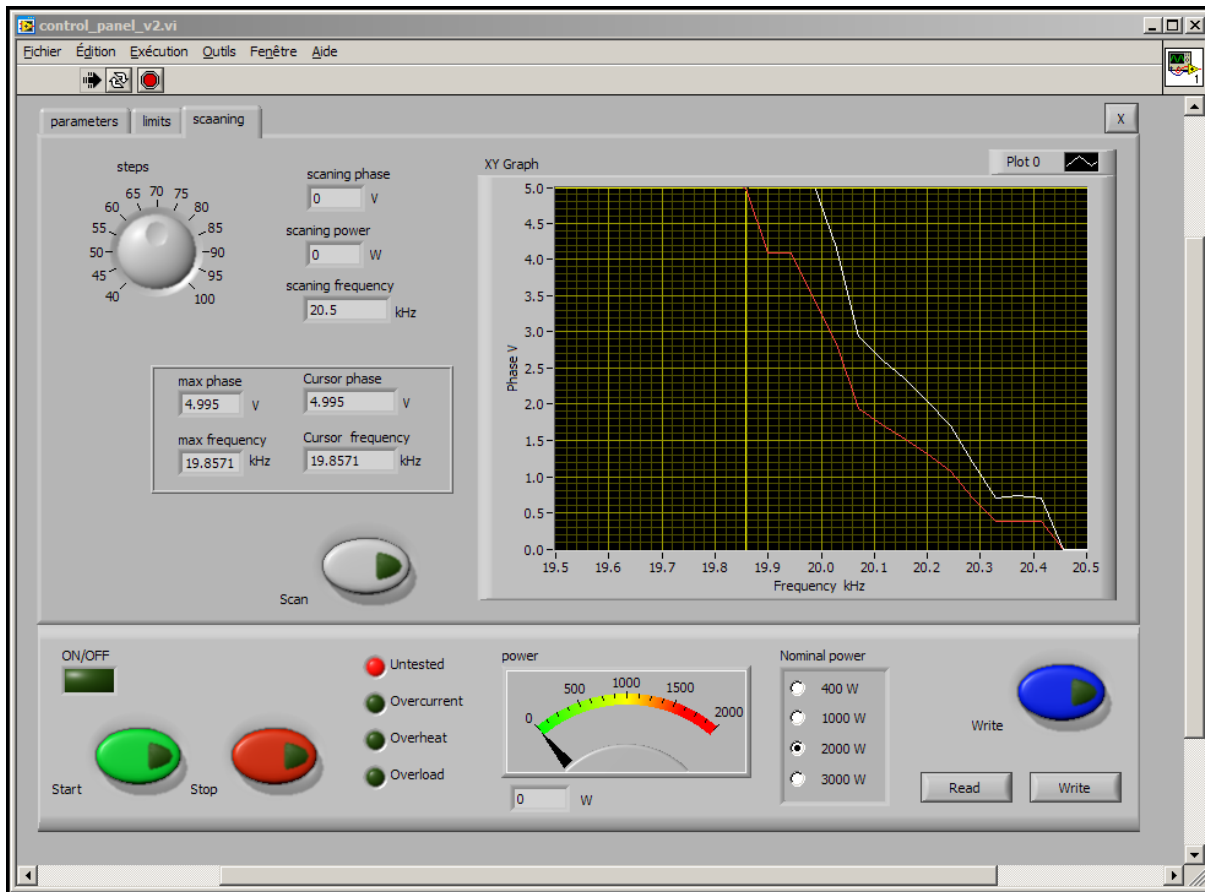 control_panel_v2.vi
Fichier Édition Exécution Outils Fenêtre Aide
1
parameters limits scaaning X
steps
40 45 50 55 60 65 70 75 80 85 90 95 100
scaning phase
0 V
scaning power
0 W
scaning frequency
20.5 kHz
max phase Cursor phase
4.995 V 4.995 V
max frequency Cursor frequency
19.8571 kHz 19.8571 kHz
Scan
XY Graph Plot 0
5.0
4.5
4.0
3.5
3.0
2.5
2.0
1.5
1.0
0.5
0.0
Phase V
19.5 19.6 19.7 19.8 19.9 20.0 20.1 20.2 20.3 20.4 20.5
Frequency kHz
ON/OFF
Start Stop
Untested
Overcurrent
Overheat
Overload
power
0 500 1000 1500 2000
0 W
Nominal power
400 W
1000 W
2000 W
3000 W
Write
Read Write